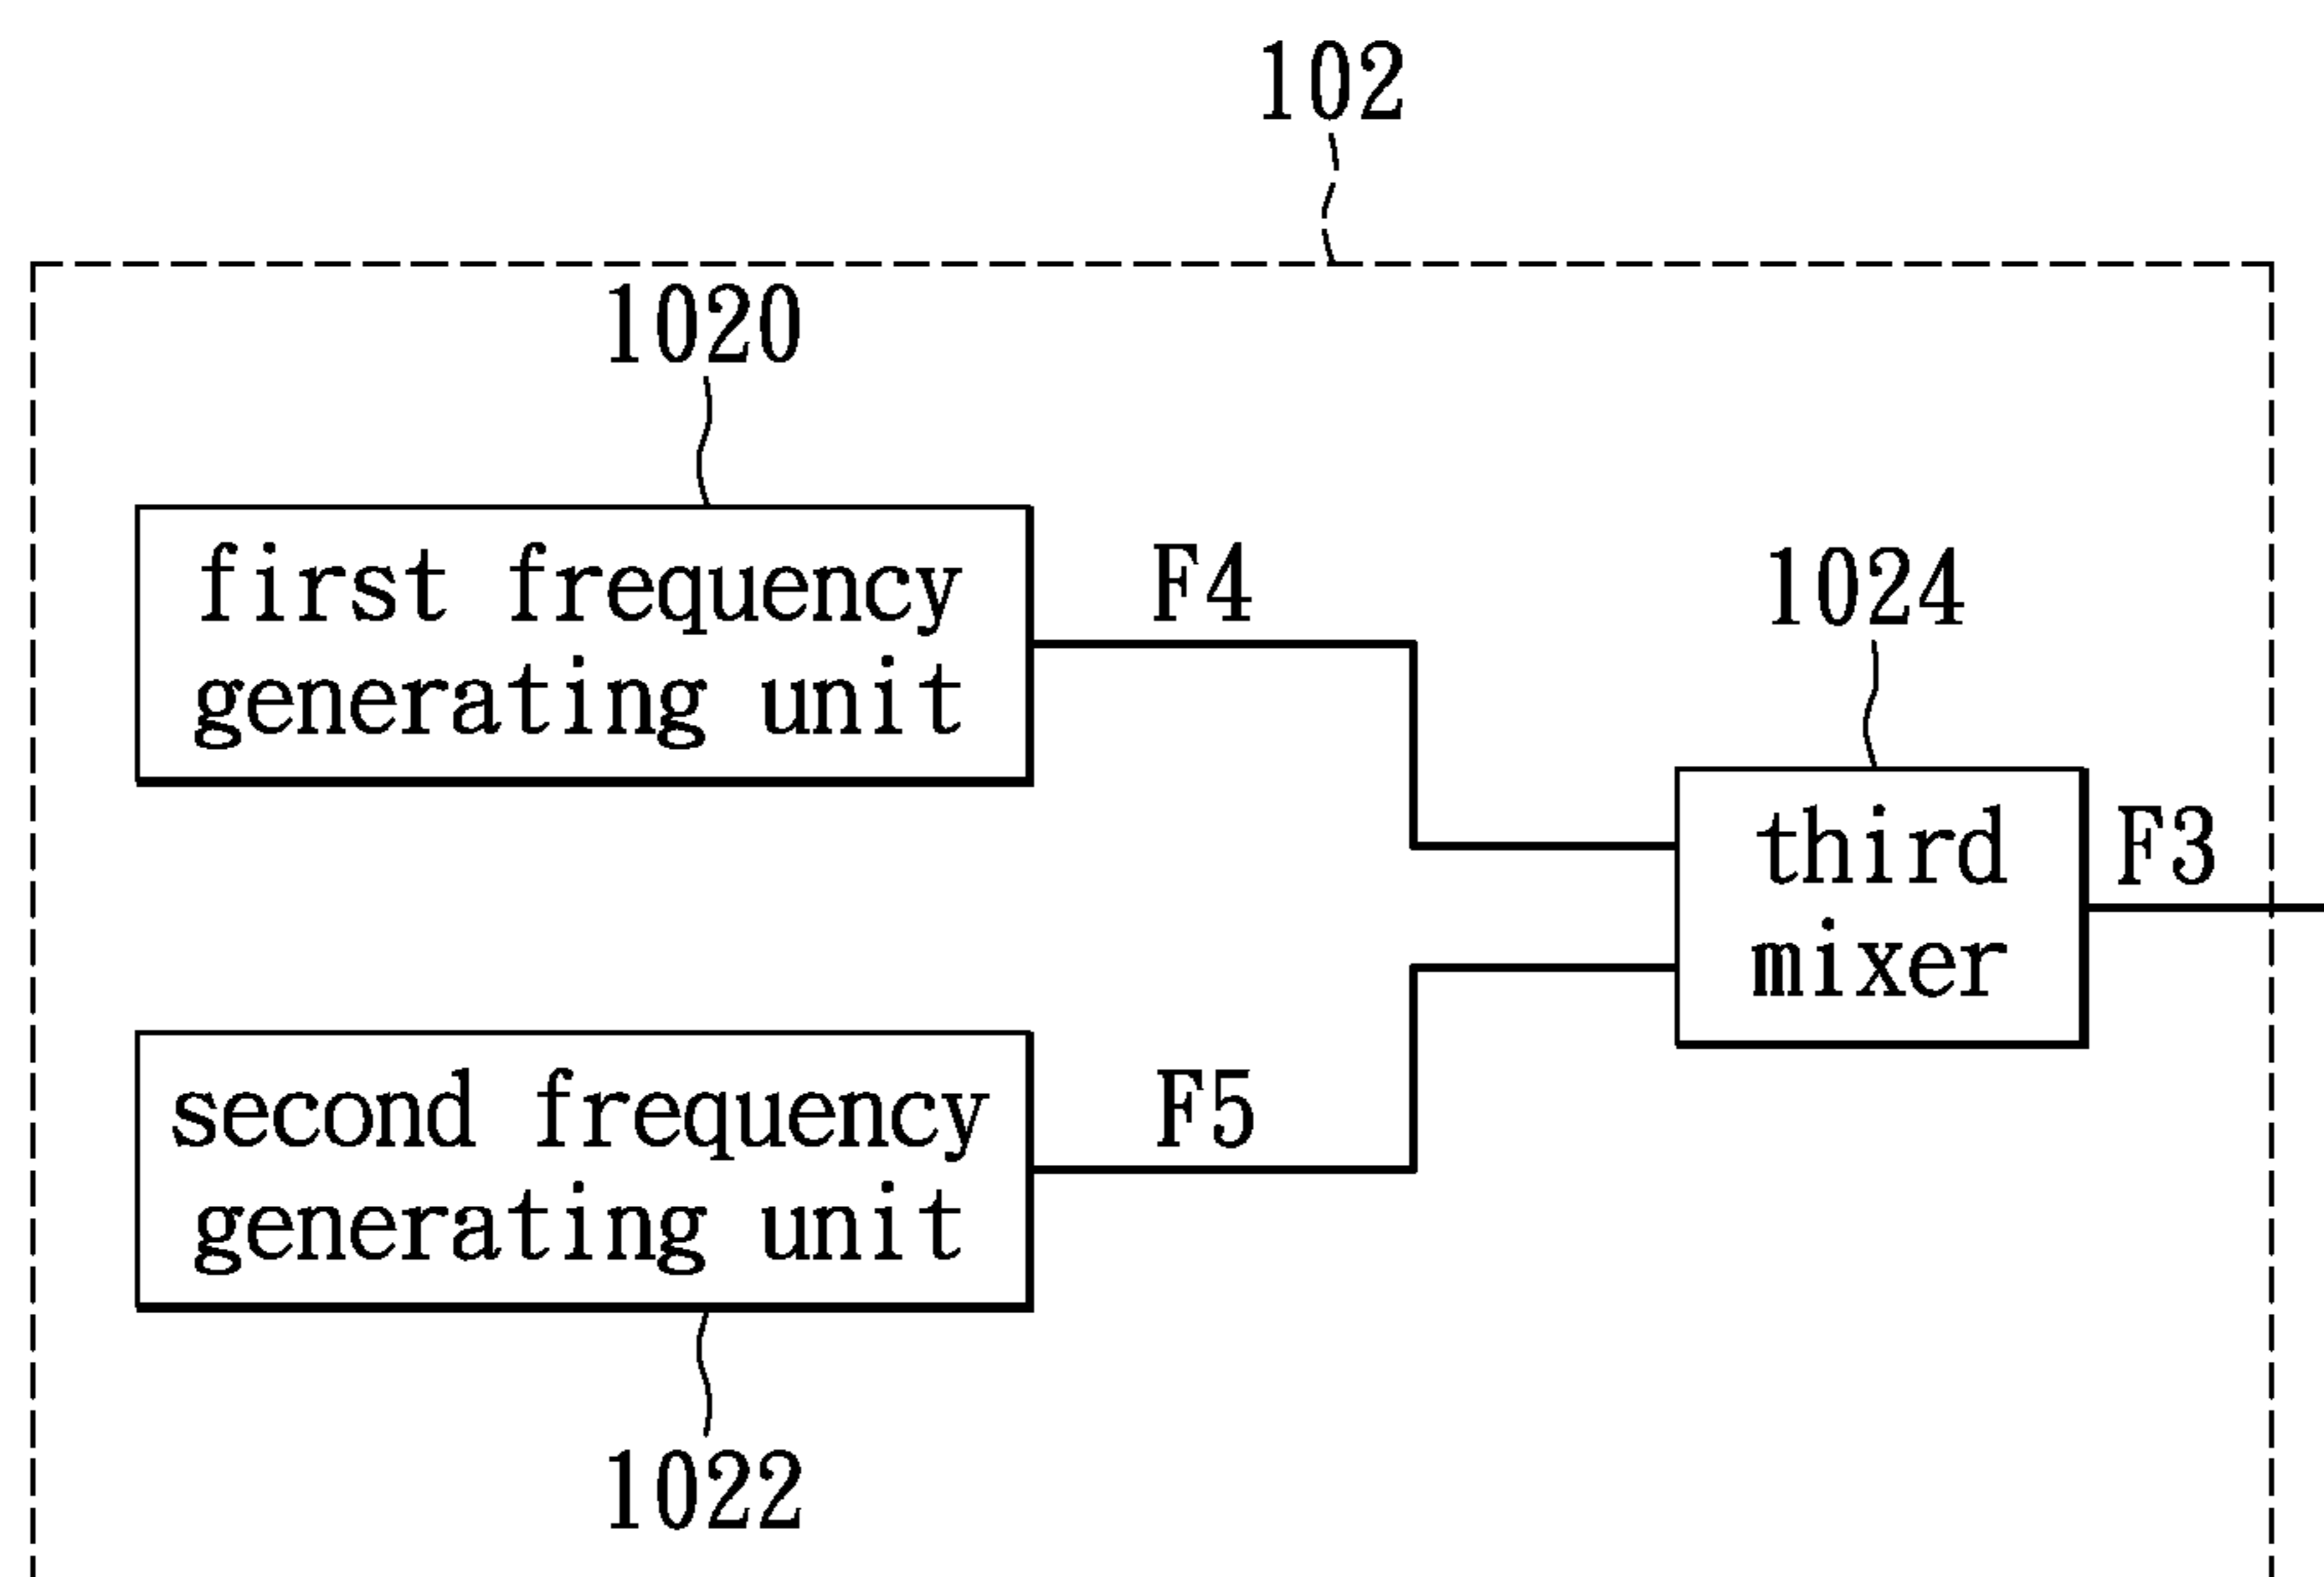 102
1020
first frequency
generating unit
F4
1024
third
mixer
F3
second frequency
generating unit
F5
1022